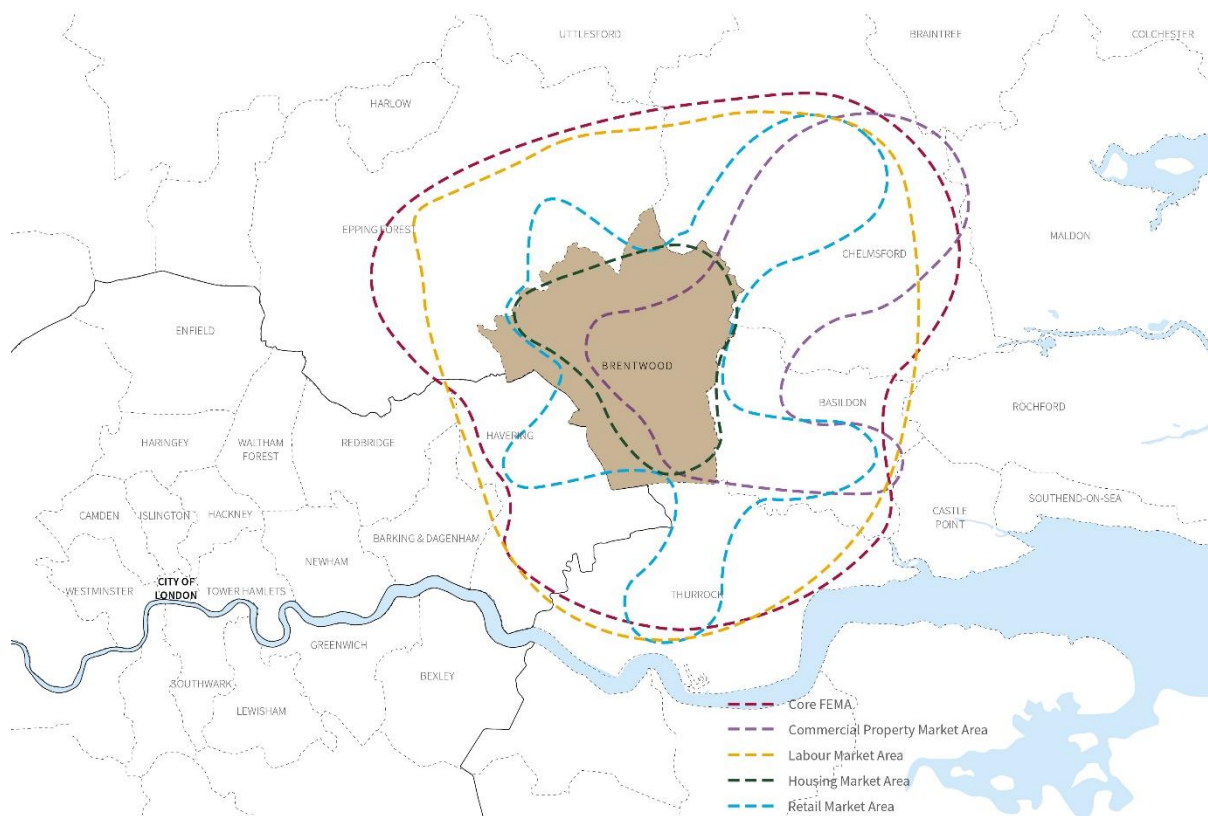 UTTLESFORD
BRAINTREE
COLCHESTER
HARLOW
EPPING FOREST
MALDON
CHELMSFORD
ENFIELD
BRENTWOOD
BASILDON
ROCHFORD
HARINGEY
WALTHAM
FOREST
REDBRIDGE
HAVERING
CAMDEN
ISLINGTON
HACKNEY
CASTLE
POINT
SOUTHEND-ON-SEA
BARKING & DAGENHAM
NEWHAM
WESTMINSTER
CITY OF
LONDON
TOWER HAMLETS
THURROCK
GREENWICH
BEXLEY
SOUTHWARK
LEWISHAM
Core FEMA
Commercial Property Market Area
Labour Market Area
Housing Market Area
Retail Market Area